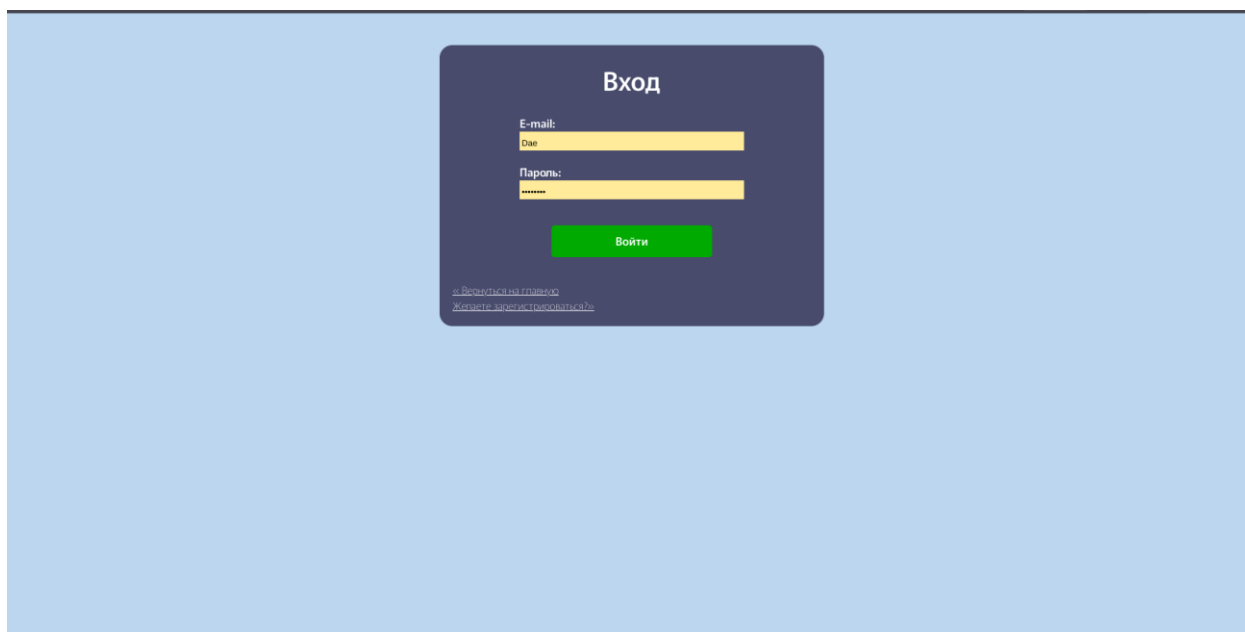 Вход
E-mail:
Dae
Пароль:
••••••••
Войти
« Вернуться на главную
Желаете зарегистрироваться?»